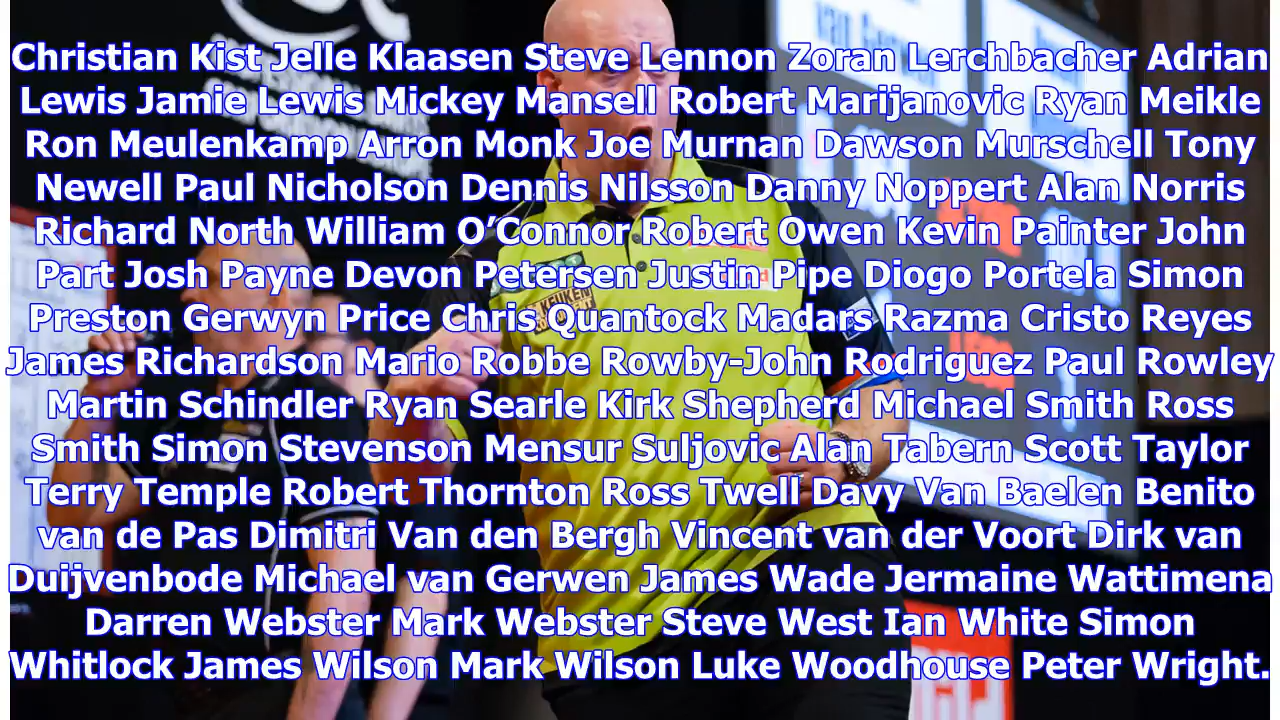 Christian Kist Jelle Klaasen Steve Lennon Zoran Lerchbacher Adrian
Lewis Jamie Lewis Mickey Mansell Robert Marijanovic Ryan Meikle
Ron Meulenkamp Arron Monk Joe Murnan Dawson Murschell Tony
Newell Paul Nicholson Dennis Nilsson Danny Noppert Alan Norris
Richard North William O’Connor Robert Owen Kevin Painter John
Part Josh Payne Devon Petersen Justin Pipe Diogo Portela Simon
Preston Gerwyn Price Chris Quantock Madars Razma Cristo Reyes
James Richardson Mario Robbe Rowby-John Rodriguez Paul Rowley
Martin Schindler Ryan Searle Kirk Shepherd Michael Smith Ross
Smith Simon Stevenson Mensur Suljovic Alan Tabern Scott Taylor
Terry Temple Robert Thornton Ross Twell Davy Van Baelen Benito
van de Pas Dimitri Van den Bergh Vincent van der Voort Dirk van
Duijvenbode Michael van Gerwen James Wade Jermaine Wattimena
Darren Webster Mark Webster Steve West Ian White Simon
Whitlock James Wilson Mark Wilson Luke Woodhouse Peter Wright.